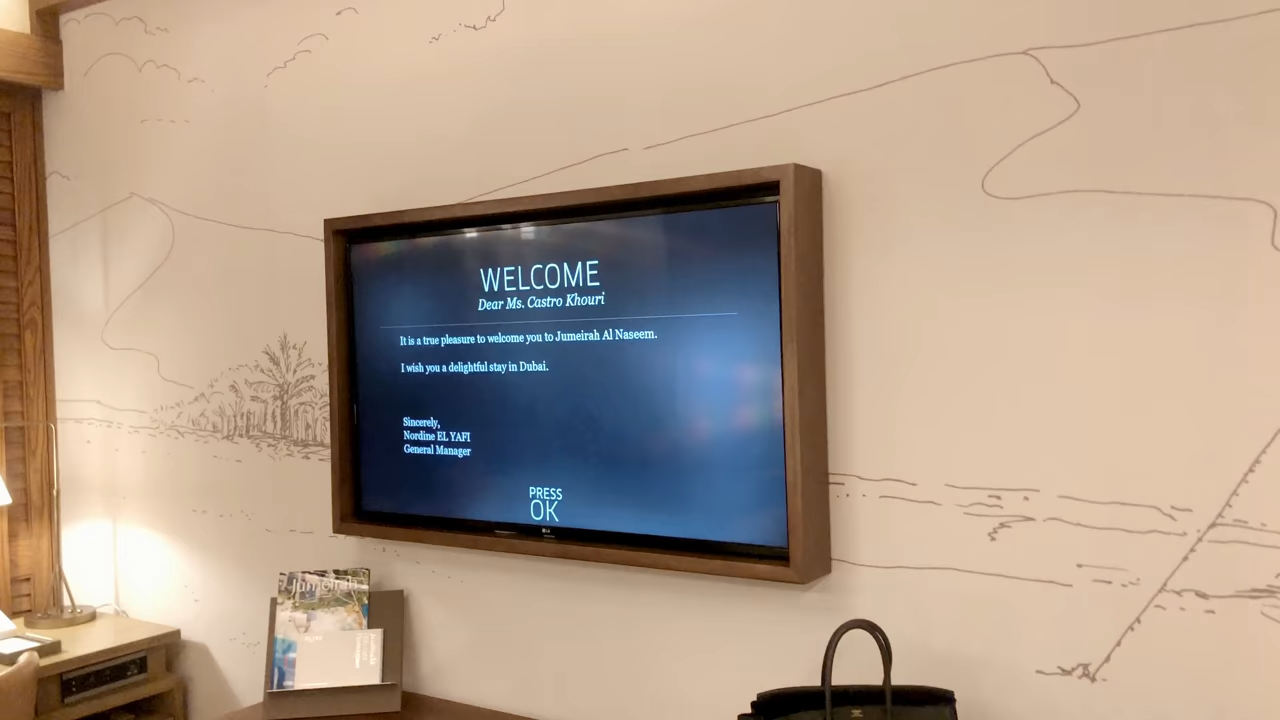 WELCOME
Dear Ms. Castro Khouri
It is a true pleasure to welcome you to Jumeirah Al Naseem.
I wish you a delightful stay in Dubai.
Sincerely,
Nordine EL YAFI
General Manager
PRESS
OK
LG
Jumeirah